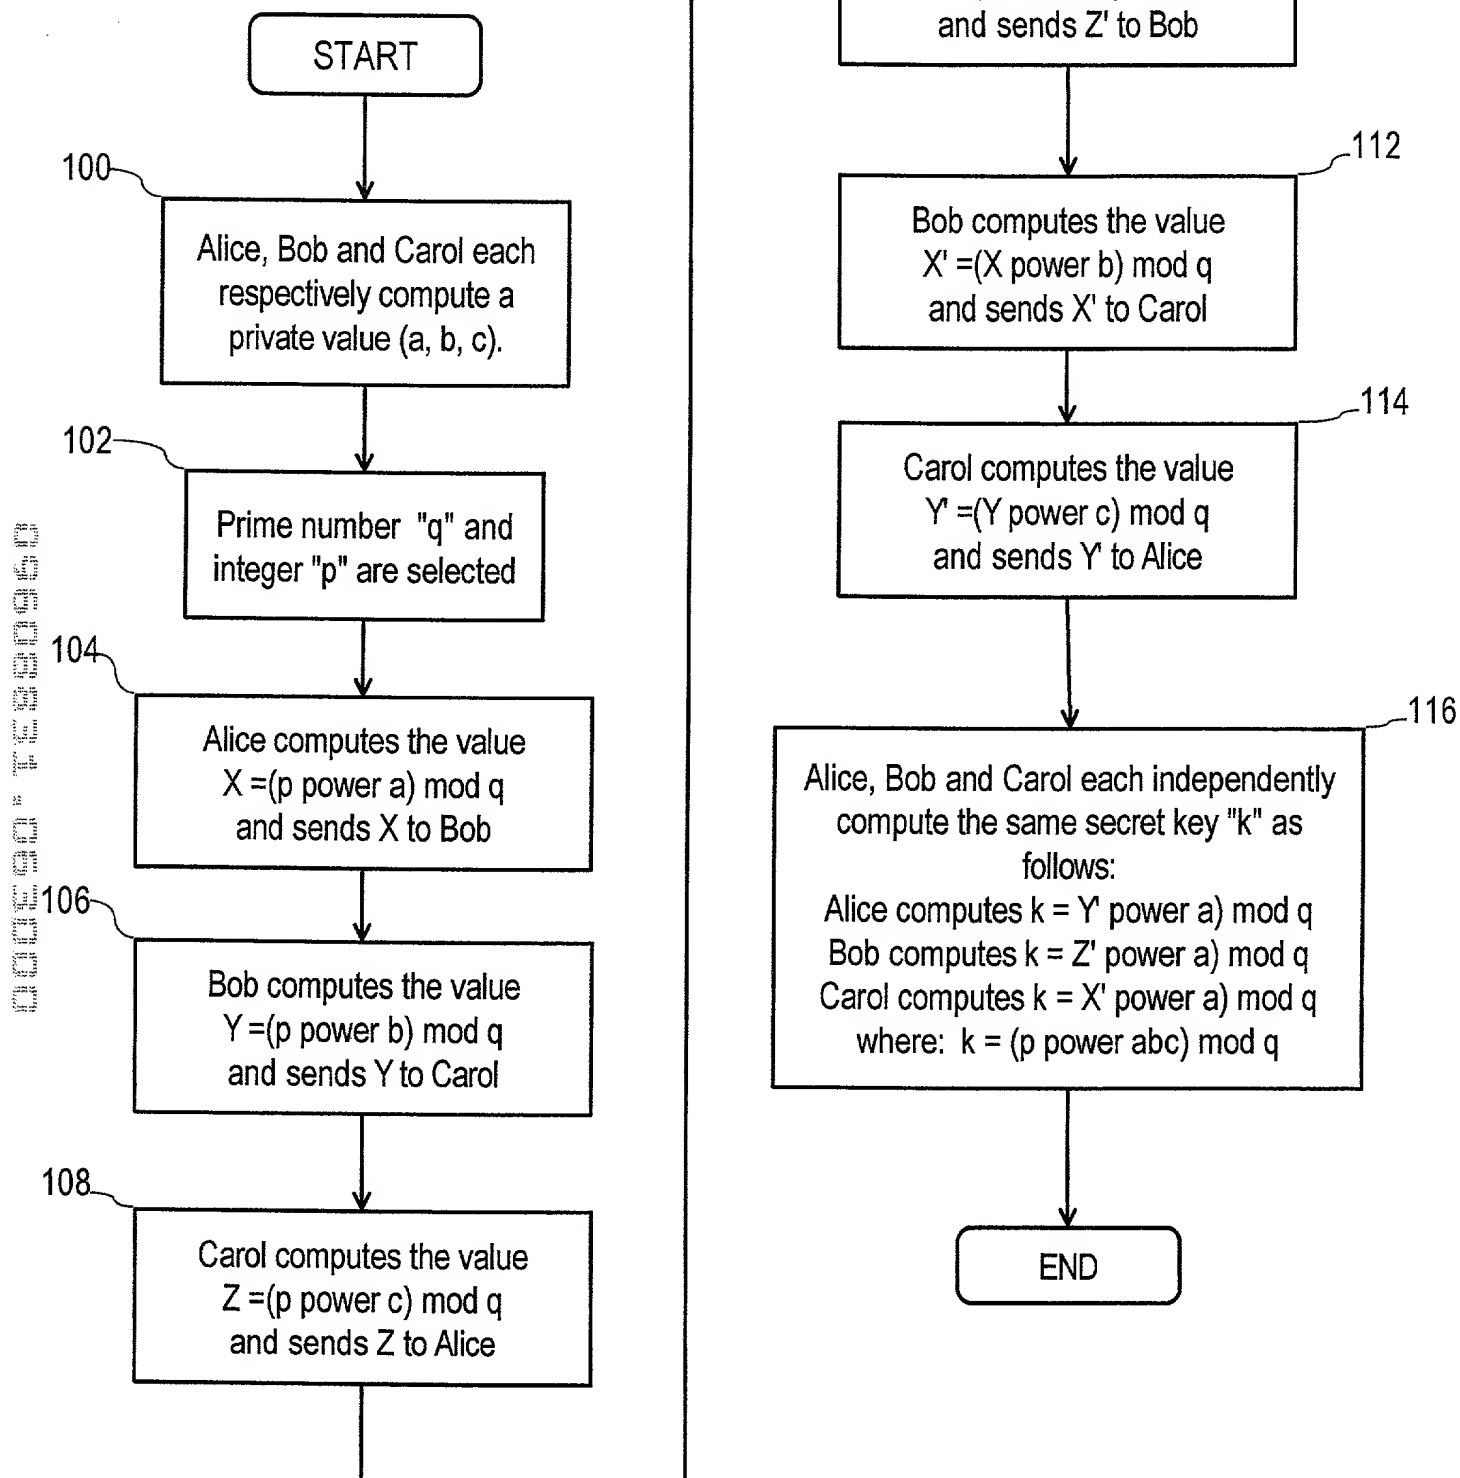 START
100
Alice, Bob and Carol each
respectively compute a
private value (a, b, c).
102
Prime number "q" and
integer "p" are selected
104
Alice computes the value
X =(p power a) mod q
and sends X to Bob
106
Bob computes the value
Y =(p power b) mod q
and sends Y to Carol
108
Carol computes the value
Z =(p power c) mod q
and sends Z to Alice
and sends Z' to Bob
112
Bob computes the value
X' =(X power b) mod q
and sends X' to Carol
114
Carol computes the value
Y' =(Y power c) mod q
and sends Y' to Alice
116
Alice, Bob and Carol each independently
compute the same secret key "k" as
follows:
Alice computes k = Y' power a) mod q
Bob computes k = Z' power a) mod q
Carol computes k = X' power a) mod q
where: k = (p power abc) mod q
END